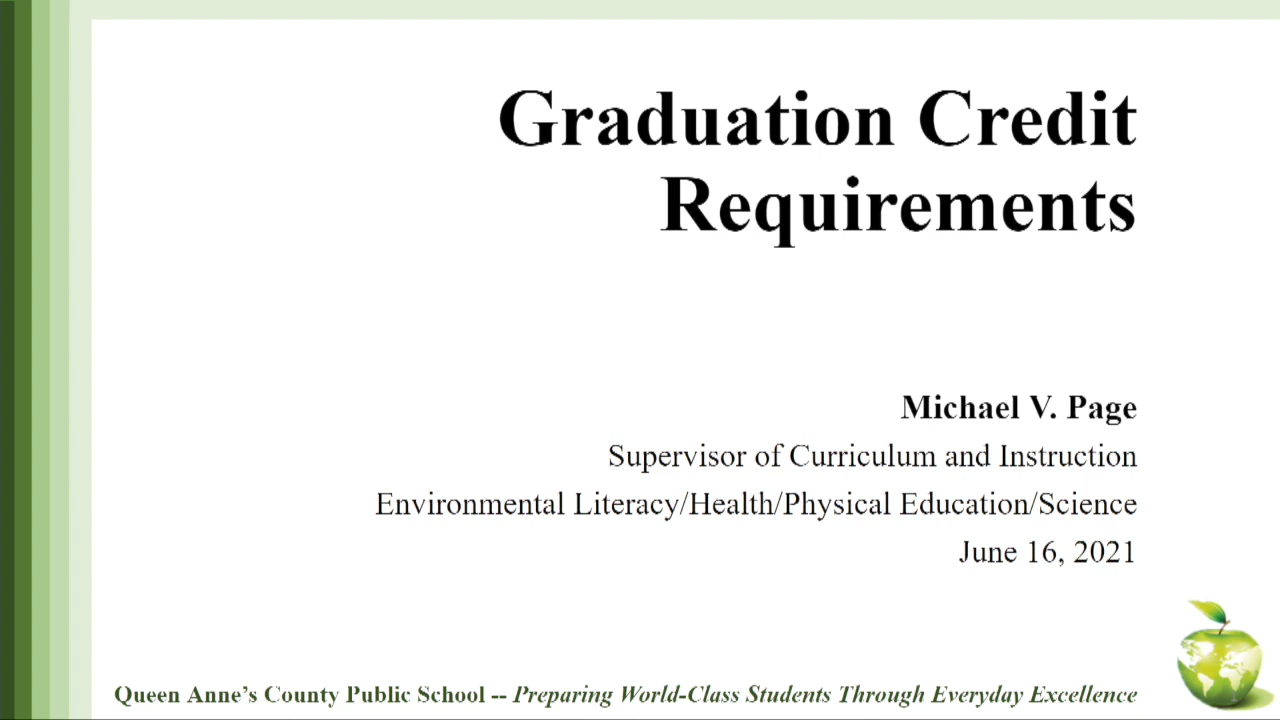 Graduation Credit
Requirements
Michael V. Page
Supervisor of Curriculum and Instruction
Environmental Literacy/Health/Physical Education/Science
June 16, 2021
Queen Anne’s County Public School -- Preparing World-Class Students Through Everyday Excellence